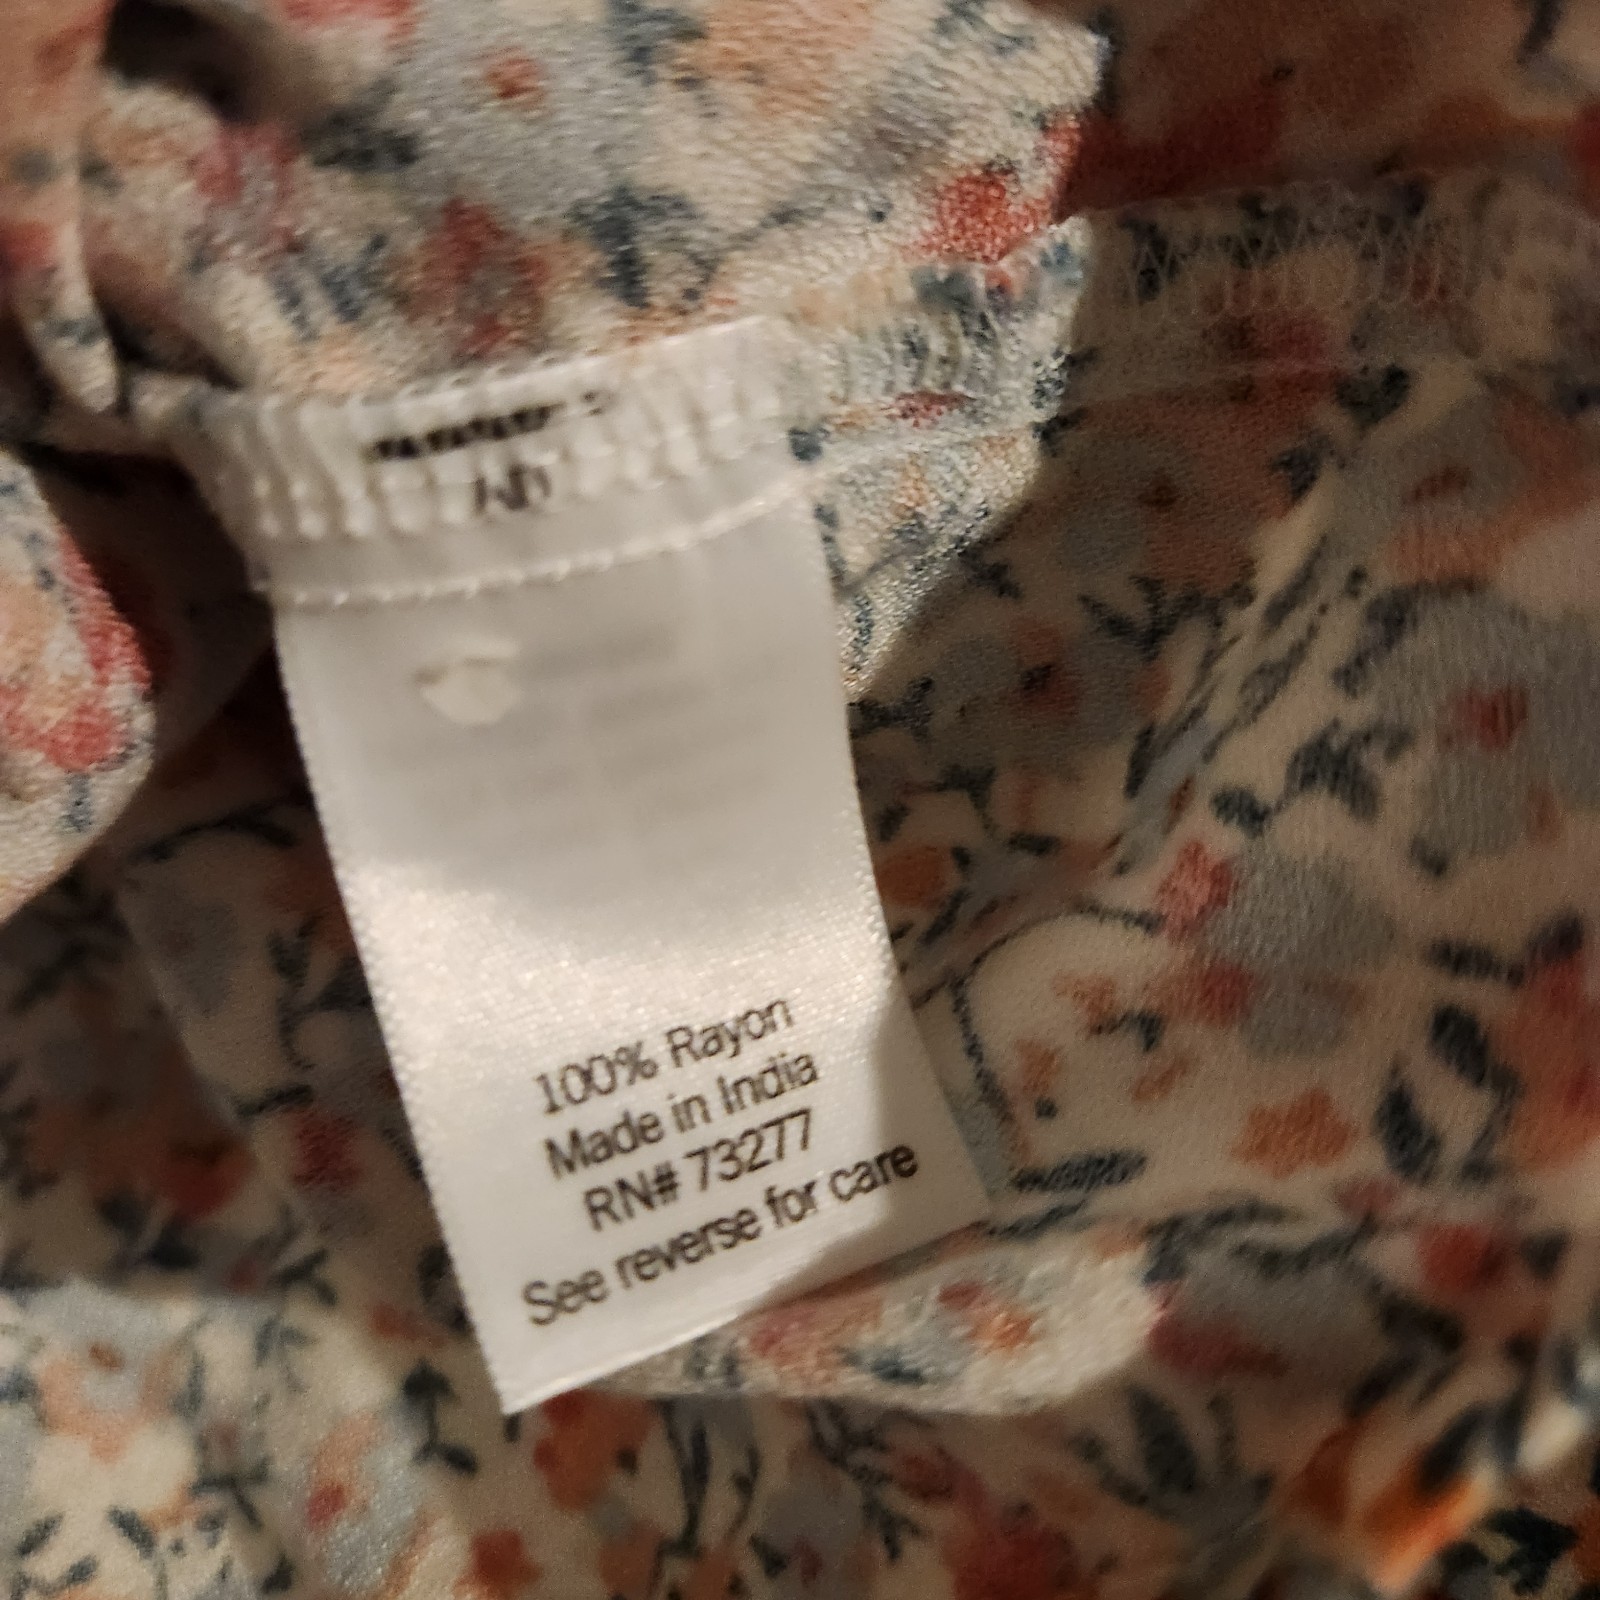 100% Rayon
Made in India
RN# 73277
See reverse for care